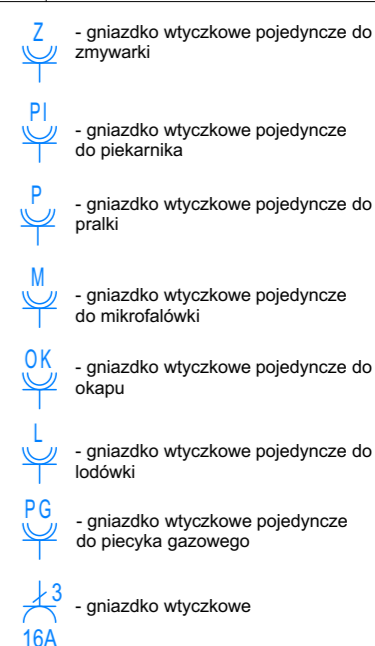 Z
- gniazdko wtyczkowe pojedyncze do
zmywarki
PI
- gniazdko wtyczkowe pojedyncze
do piekarnika
P
- gniazdko wtyczkowe pojedyncze do
pralki
M
- gniazdko wtyczkowe pojedyncze
do mikrofalówki
OK
- gniazdko wtyczkowe pojedyncze do
okapu
L
- gniazdko wtyczkowe pojedyncze do
lodówki
PG
- gniazdko wtyczkowe pojedyncze
do piecyka gazowego
3
- gniazdko wtyczkowe
16A